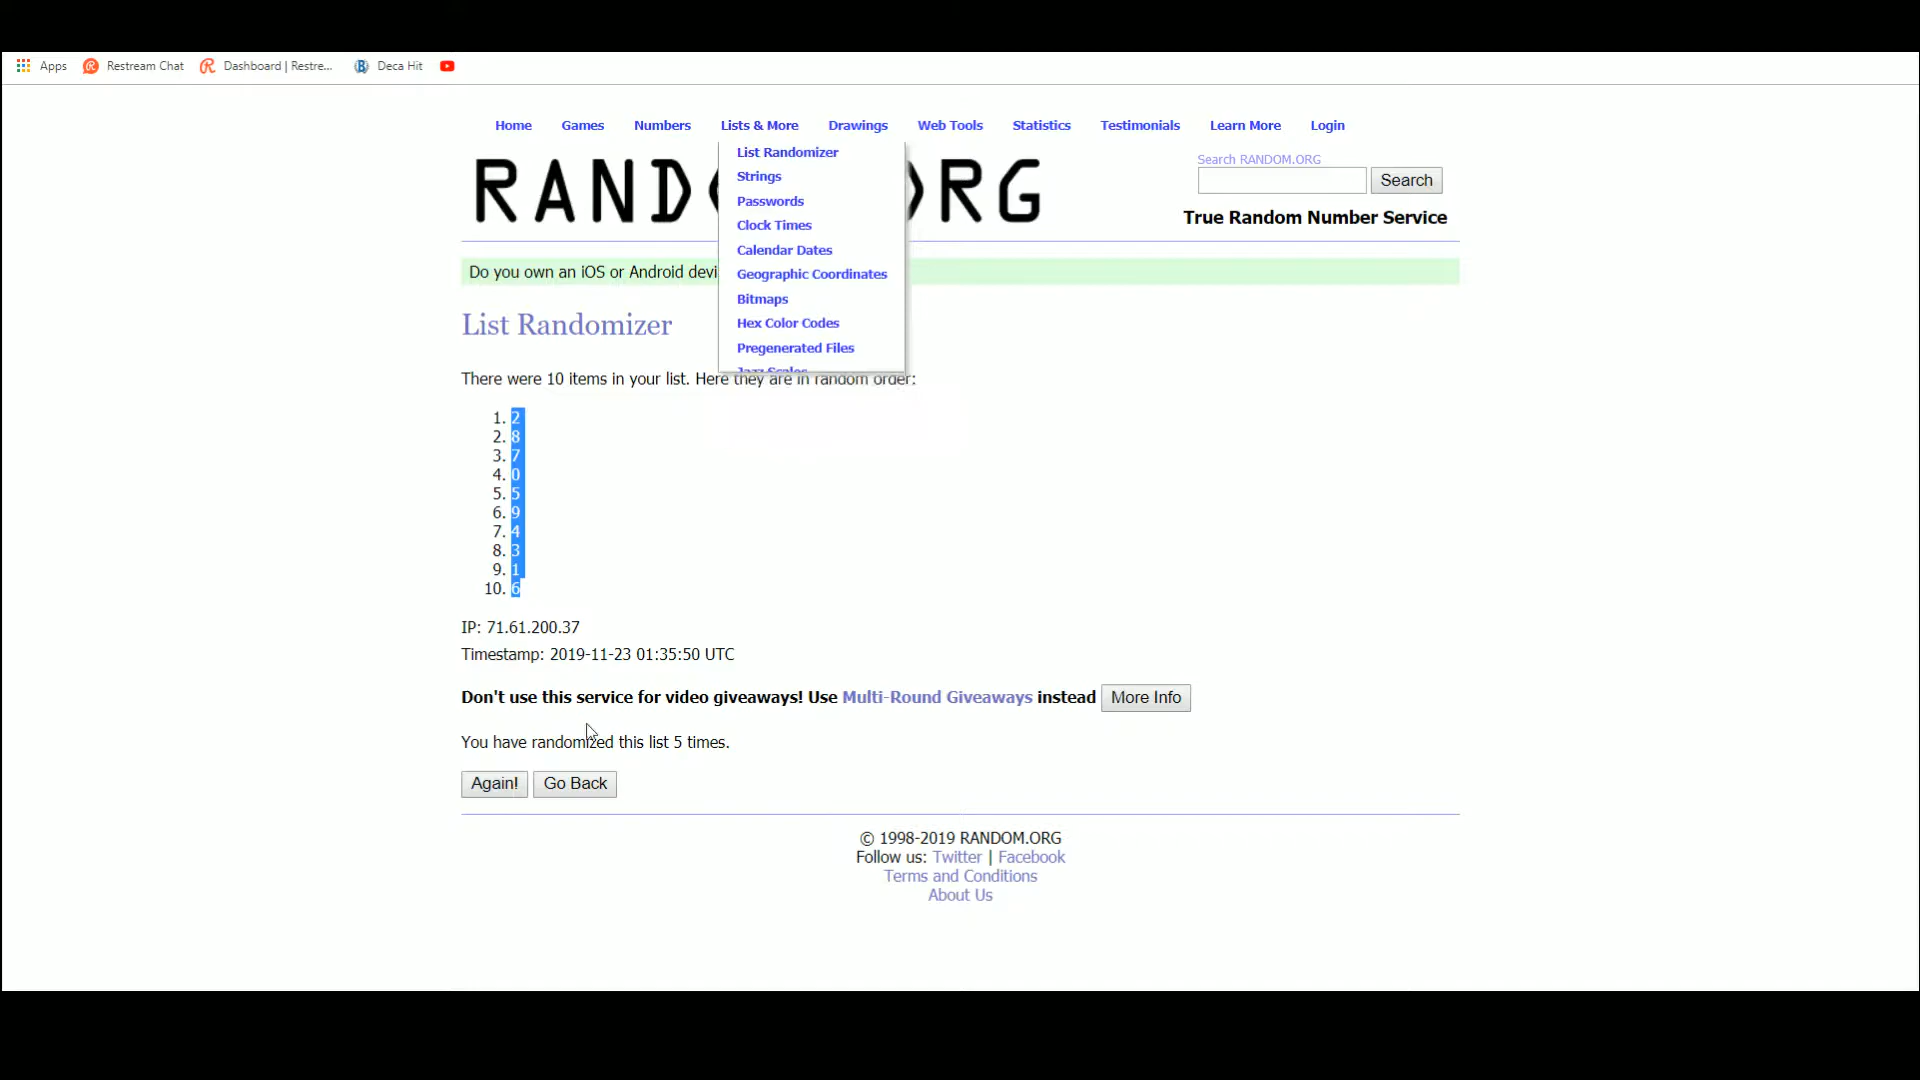 Apps Restream Chat Dashboard | Restre... Deca Hit
Home Games Numbers Lists & More Drawings Web Tools Statistics Testimonials Learn More Login
List Randomizer
Strings
Passwords
Clock Times
Calendar Dates
Geographic Coordinates
Bitmaps
Hex Color Codes
Pregenerated Files
Jazz Scales
RAND RG
Search RANDOM.ORG
Search
True Random Number Service
Do you own an iOS or Android devi
List Randomizer
There were 10 items in your list. Here they are in random order:
1. 2
2. 8
3. 7
4. 0
5. 5
6. 9
7. 4
8. 3
9. 1
10. 6
IP: 71.61.200.37
Timestamp: 2019-11-23 01:35:50 UTC
Don't use this service for video giveaways! Use Multi-Round Giveaways instead More Info
You have randomized this list 5 times.
Again! Go Back
© 1998-2019 RANDOM.ORG
Follow us: Twitter | Facebook
Terms and Conditions
About Us